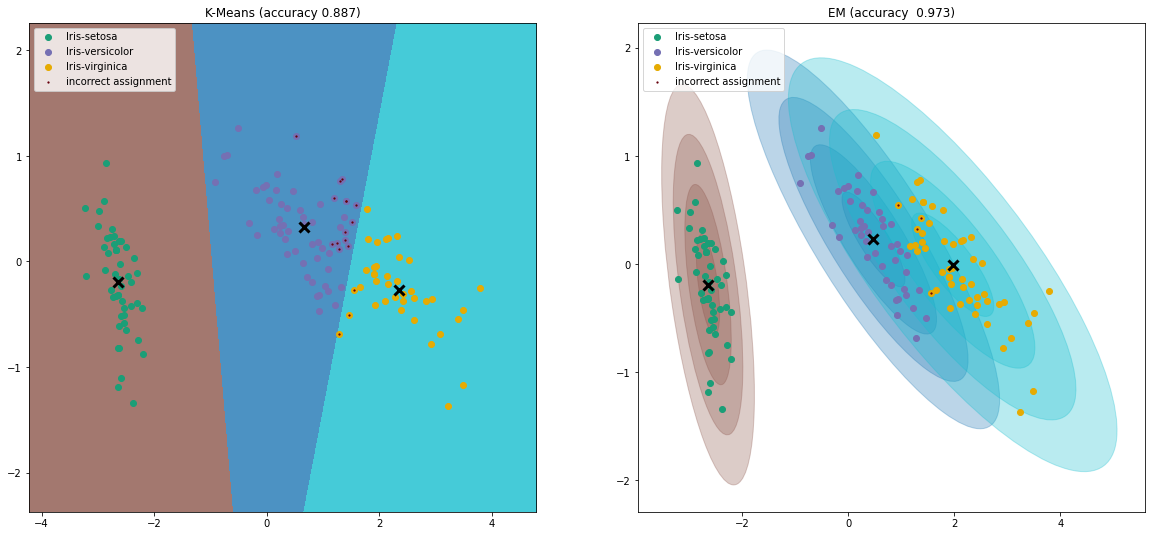 K-Means (accuracy 0.887)
Iris-setosa
Iris-versicolor
Iris-virginica
incorrect assignment
2
1
0
−1
−2
−4
−2
0
2
4
EM (accuracy  0.973)
Iris-setosa
Iris-versicolor
Iris-virginica
incorrect assignment
2
1
0
−1
−2
−2
0
2
4